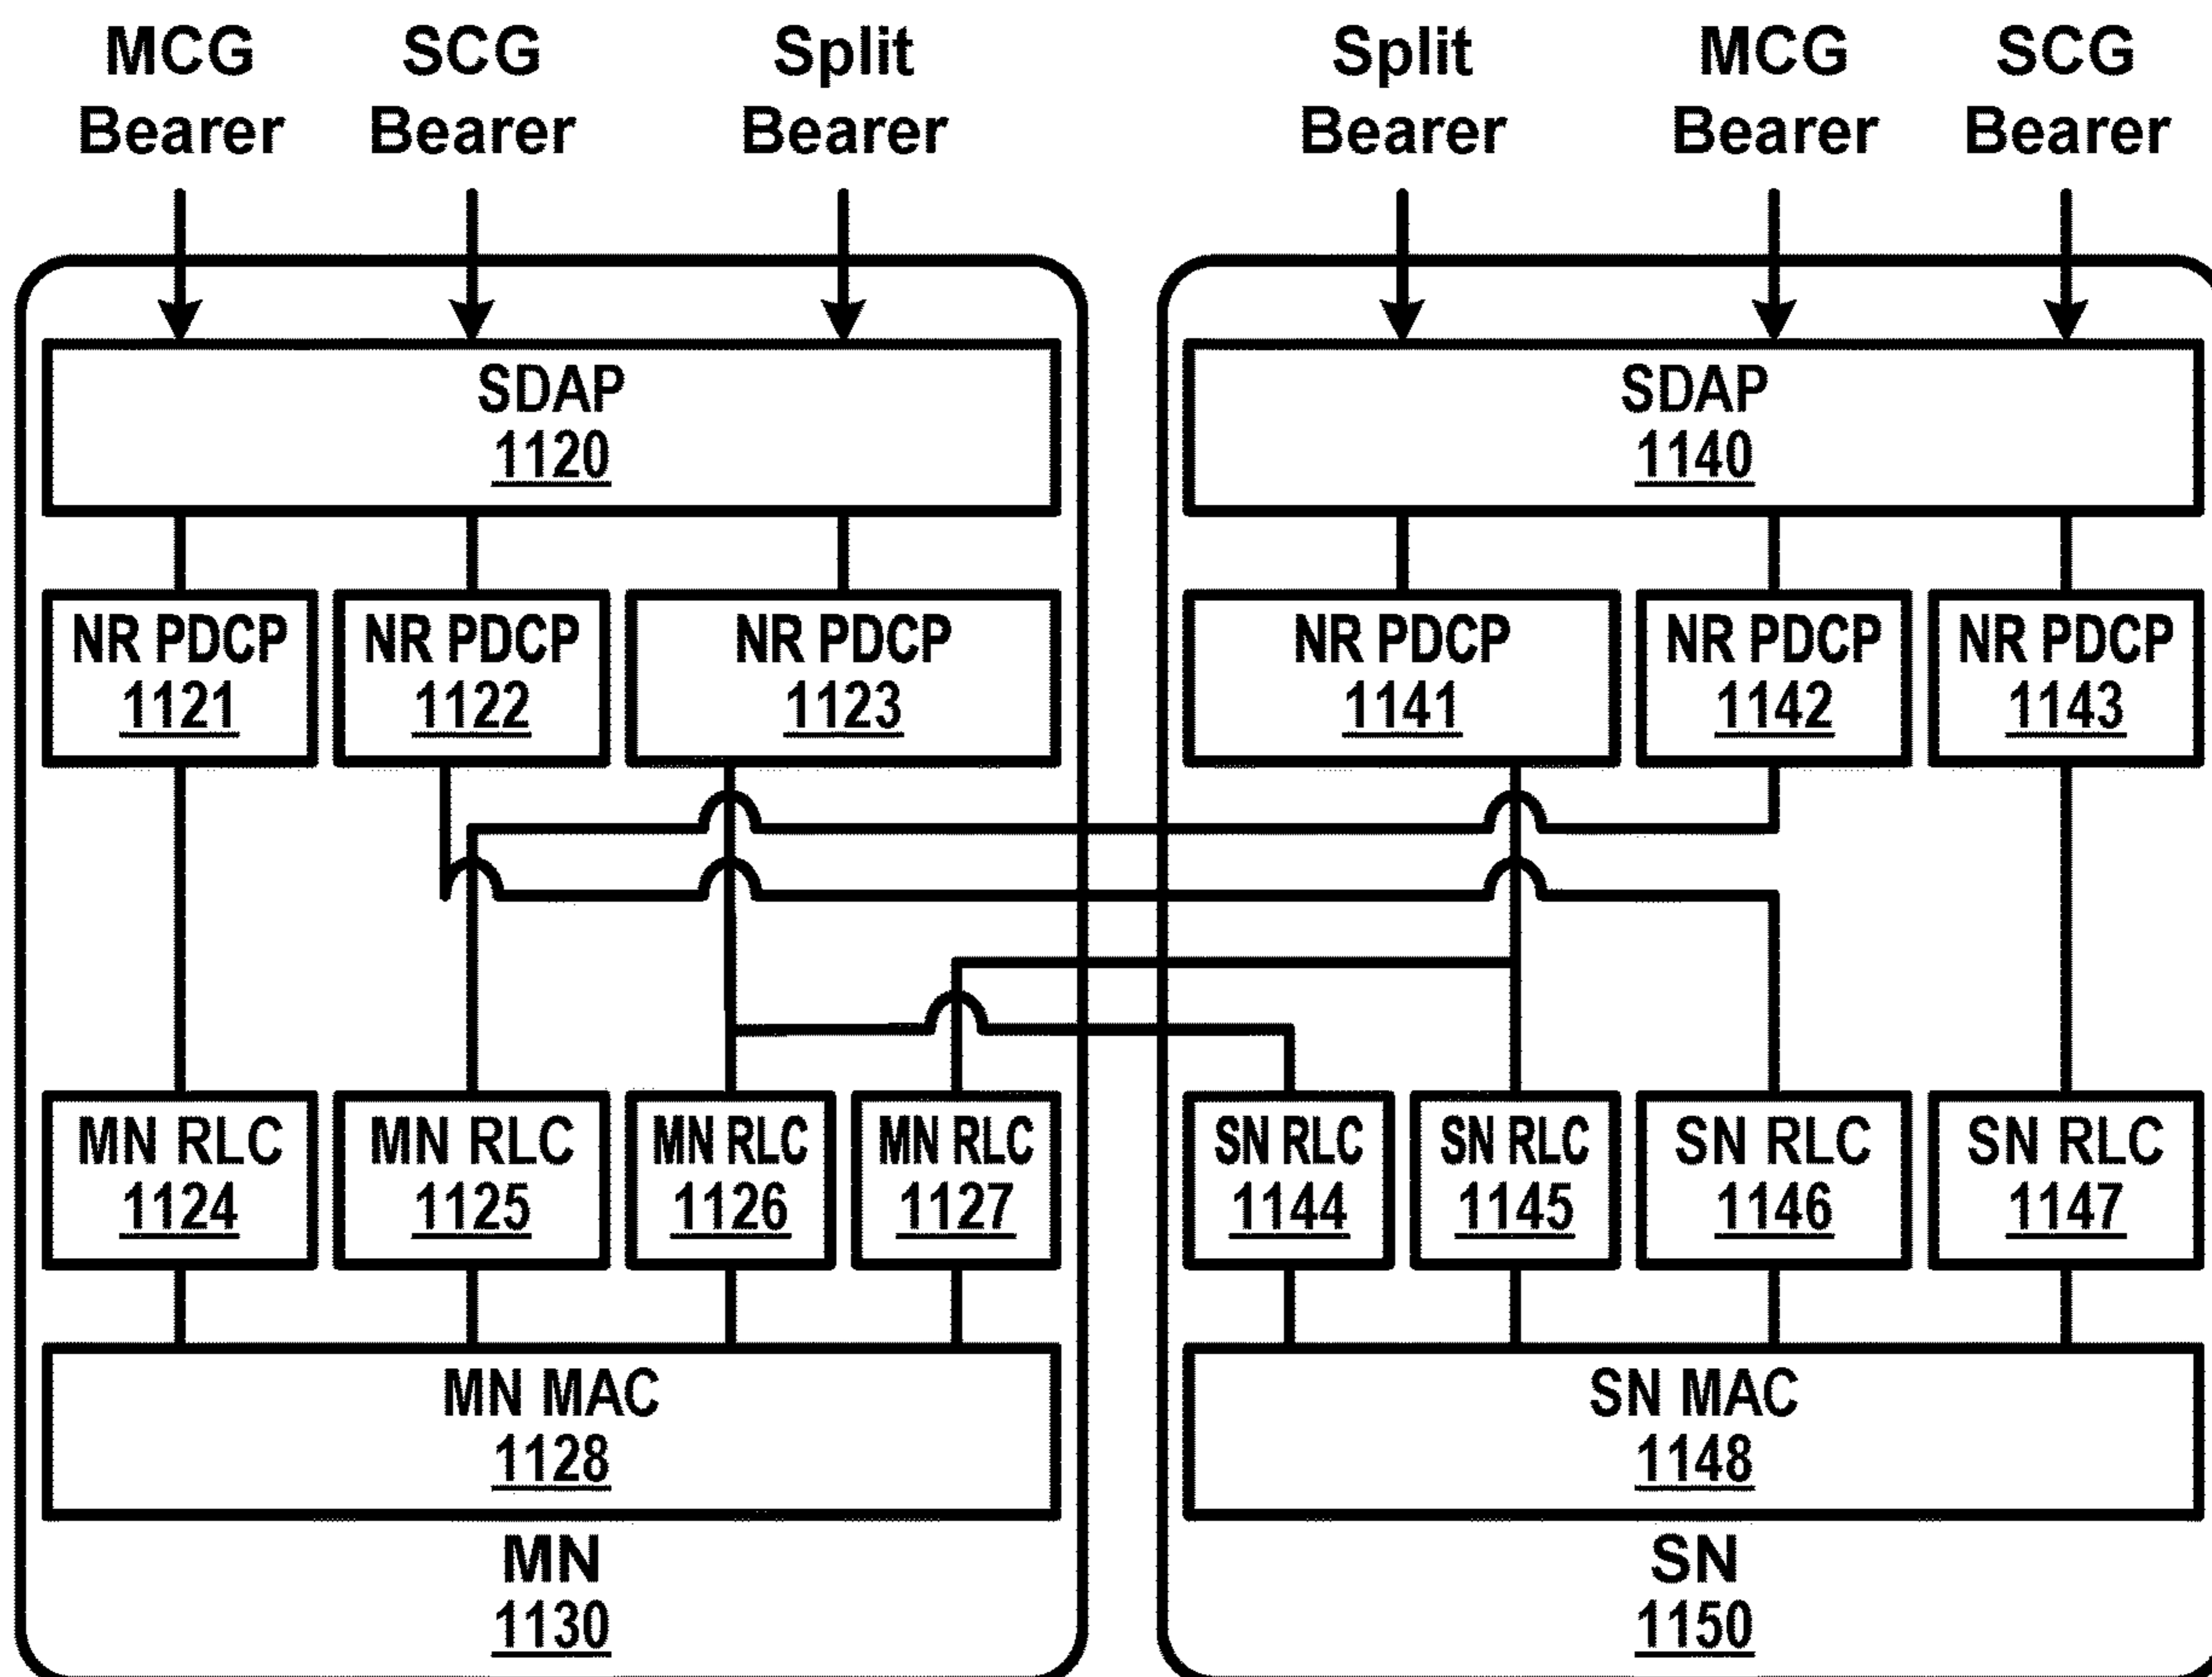 MCG
Bearer
SCG
Bearer
Split
Bearer
Split
Bearer
MCG
Bearer
SCG
Bearer
SDAP
1120
SDAP
1140
NR PDCP
1121
NR PDCP
1122
NR PDCP
1123
NR PDCP
1141
NR PDCP
1142
NR PDCP
1143
MN RLC
1124
MN RLC
1125
MN RLC
1126
MN RLC
1127
SN RLC
1144
SN RLC
1145
SN RLC
1146
SN RLC
1147
MN MAC
1128
SN MAC
1148
MN
1130
SN
1150